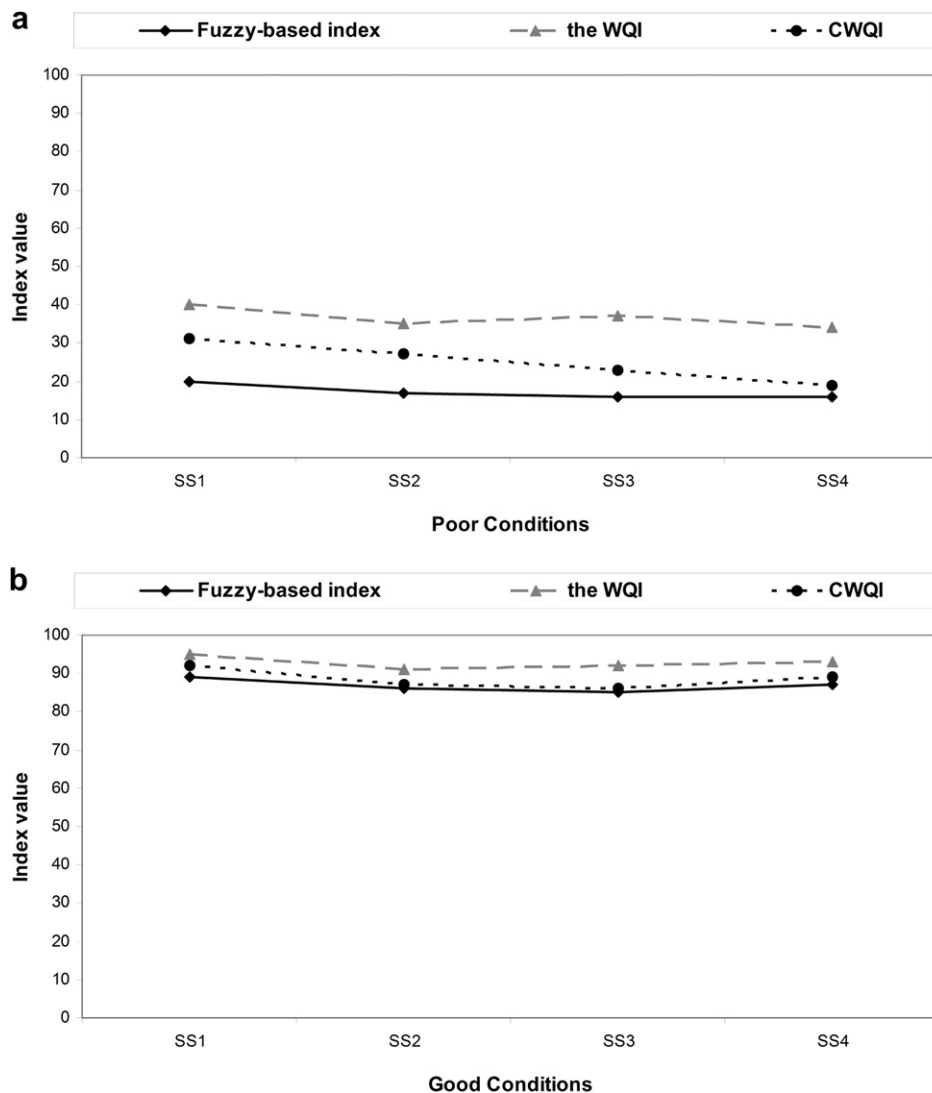 a
Fuzzy-based index the WQI CWQI
100
90
80
70
60
50
40
30
20
10
0
Index value
SS1 SS2 SS3 SS4
Poor Conditions
b
Fuzzy-based index the WQI CWQI
100
90
80
70
60
50
40
30
20
10
0
Index value
SS1 SS2 SS3 SS4
Good Conditions